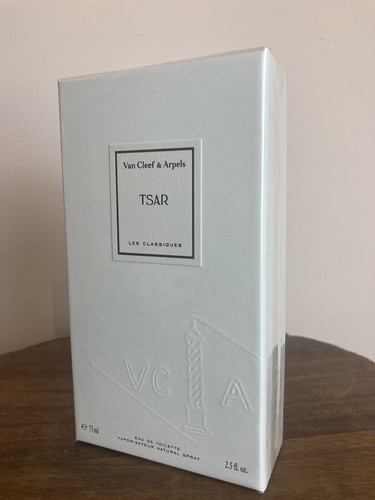 Van Cleef & Arpels
TSAR
LES CLASSIQUES
VC A
℮ 75 ml
EAU DE TOILETTE
VAPORISATEUR NATURAL SPRAY
2.5 fl. oz.